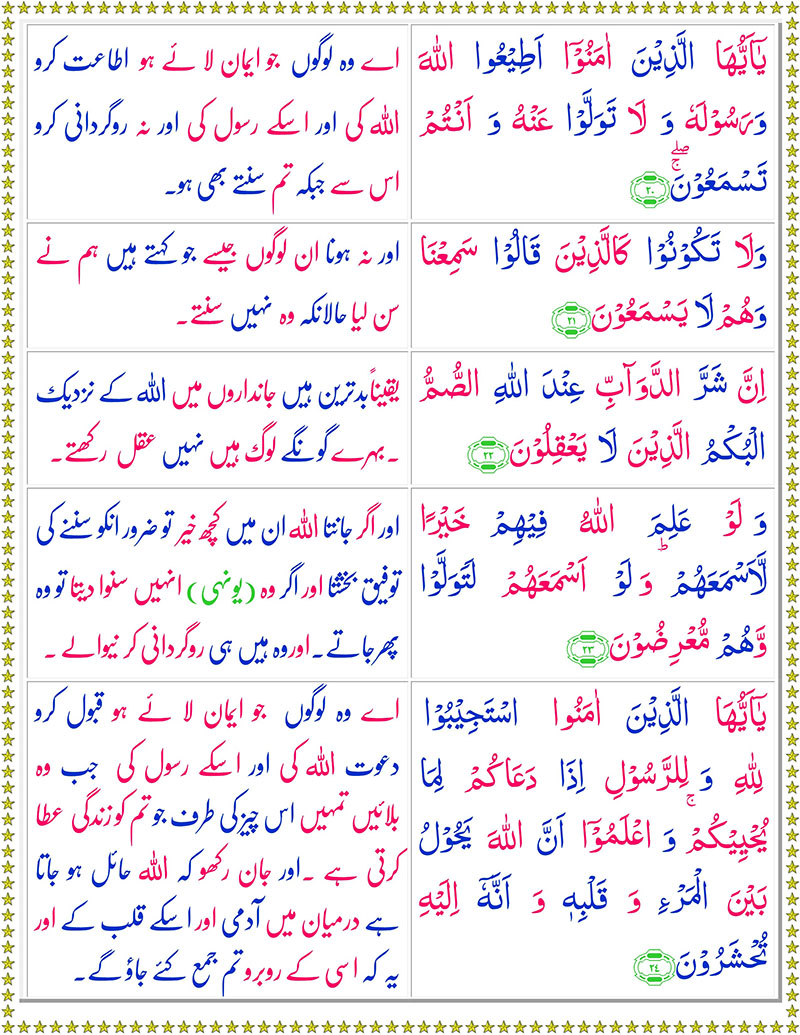 یٰۤاَیُّهَا الَّذِیْنَ اٰمَنُوْۤا اَطِیْعُوا اللّٰهَ
وَرَسُوْلَهٗ وَ لَا تَوَلَّوْا عَنْهُ وَ اَنْتُمْ
تَسْمَعُوْنَ ۚۖ ۲۰
اے وہ لوگوں جو ایمان لا ئے ہو اطاعت کرو
اللہ کی اور اسکے رسول کی اور نہ روگردانی کرو
اس سے جبکہ تم سنتے بھی ہو۔
وَلَا تَكُوْنُوْا كَالَّذِیْنَ قَالُوْا سَمِعْنَا
وَهُمْ لَا یَسْمَعُوْنَ ۲۱
اور نہ ہونا ان لوگوں جیسے جو کہتے ہیں ہم نے
سن لیا حالانکہ وہ نہیں سنتے۔
اِنَّ شَرَّ الدَّوَآبِّ عِنْدَ اللّٰهِ الصُّمُّ
الْبُكْمُ الَّذِیْنَ لَا یَعْقِلُوْنَ ۲۲
یقیناًبدترین ہیں جانداروں میں اللہ کے نزدیک
۔بہرے گونگے لوگ ہیں نہیں عقل رکھتے۔
وَ لَوْ عَلِمَ اللّٰهُ فِیْهِمْ خَیْرًا
لَّاَسْمَعَهُمْ ؕ وَ لَوْ اَسْمَعَهُمْ لَتَوَلَّوْا
وَّهُمْ مُّعْرِضُوْنَ ۲۳
اور اگر جانتا اللہ ان میں کچھ خیر تو ضرور انکو سننے کی
توفیق بخشتا اور اگر وہ (یونہی) انہیں سنوا دیتا تو وہ
پھر جاتے۔اور وہ ہیں ہی روگردانی کر نیوالے ۔
یٰۤاَیُّهَا الَّذِیْنَ اٰمَنُوا اسْتَجِیْبُوْا
لِلّٰهِ وَ لِلرَّسُوْلِ اِذَا دَعَاكُمْ لِمَا
یُحْیِیْكُمْ ۚ وَ اعْلَمُوْۤا اَنَّ اللّٰهَ یَحُوْلُ
بَیْنَ الْمَرْءِ وَ قَلْبِهٖ وَ اَنَّهٗۤ اِلَیْهِ
تُحْشَرُوْنَ ۲۴
اے وہ لوگوں جو ایمان لا ئے ہو قبول کرو
دعوت اللہ کی اور اسکے رسول کی جب وہ
بلائیں تمہیں اس چیز کی طرف جو تم کو زندگی عطا
کرتی ہے ۔اور جان رکھو کہ اللہ حائل ہو جاتا
ہے درمیان میں آدمی اور اسکے قلب کے اور
یہ کہ اسی کے روبرو تم جمع کئے جاؤ گے۔